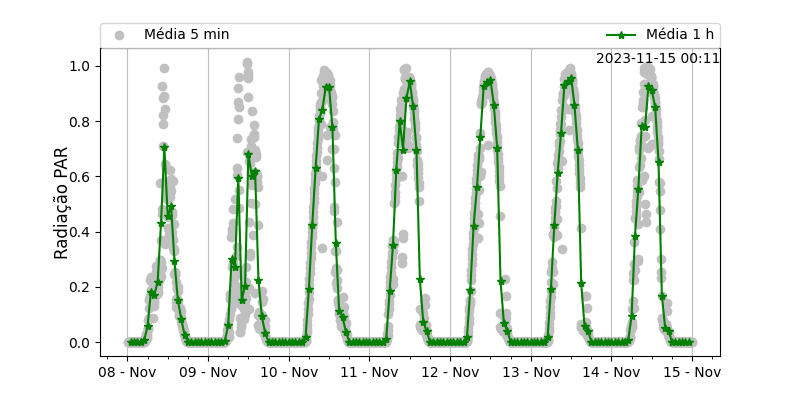 Média 5 min
Média 1 h
2023-11-15 00:11
Radiação PAR
1.0
0.8
0.6
0.4
0.2
0.0
08 - Nov
09 - Nov
10 - Nov
11 - Nov
12 - Nov
13 - Nov
14 - Nov
15 - Nov